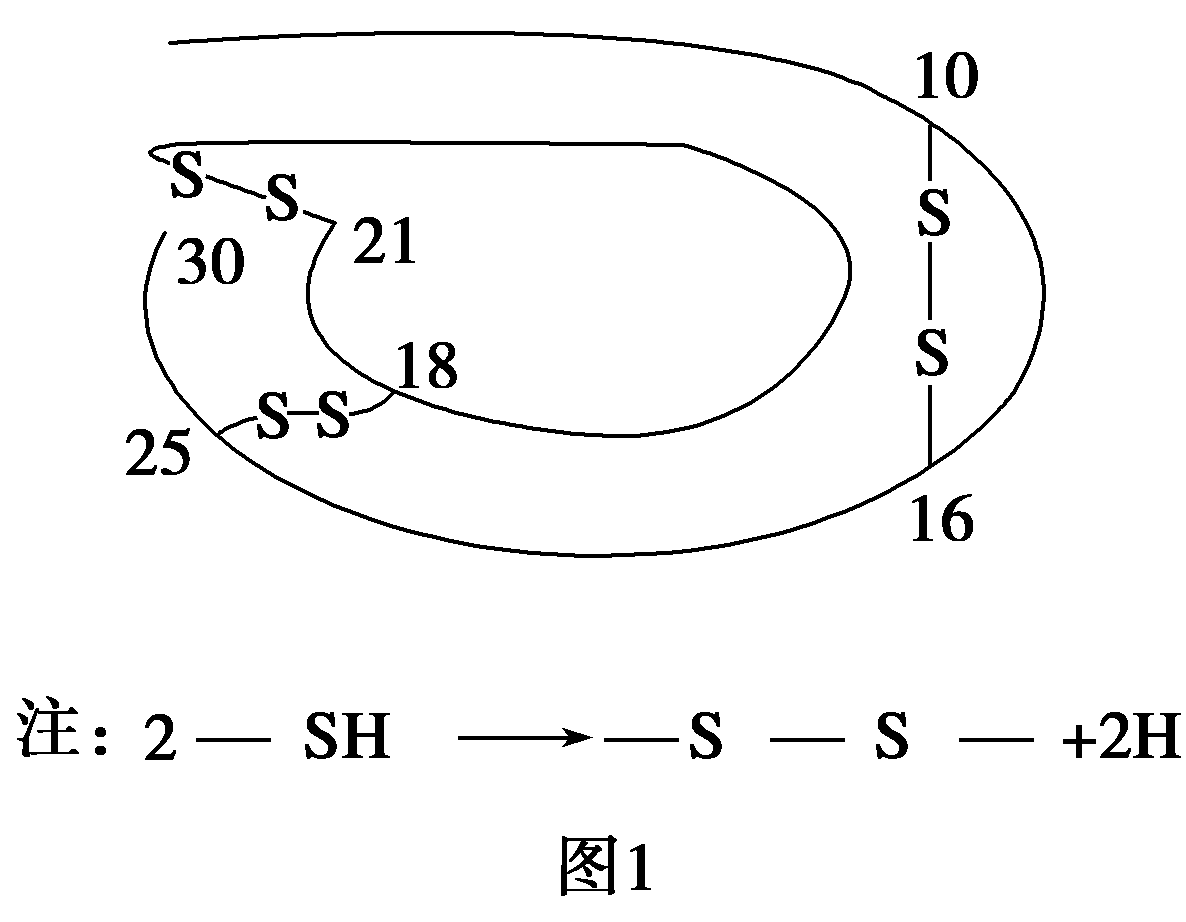 10
S
S
21
30
S
18
S S
25
S
16
注：2 — SH ⟶ —S — S — +2H
图1